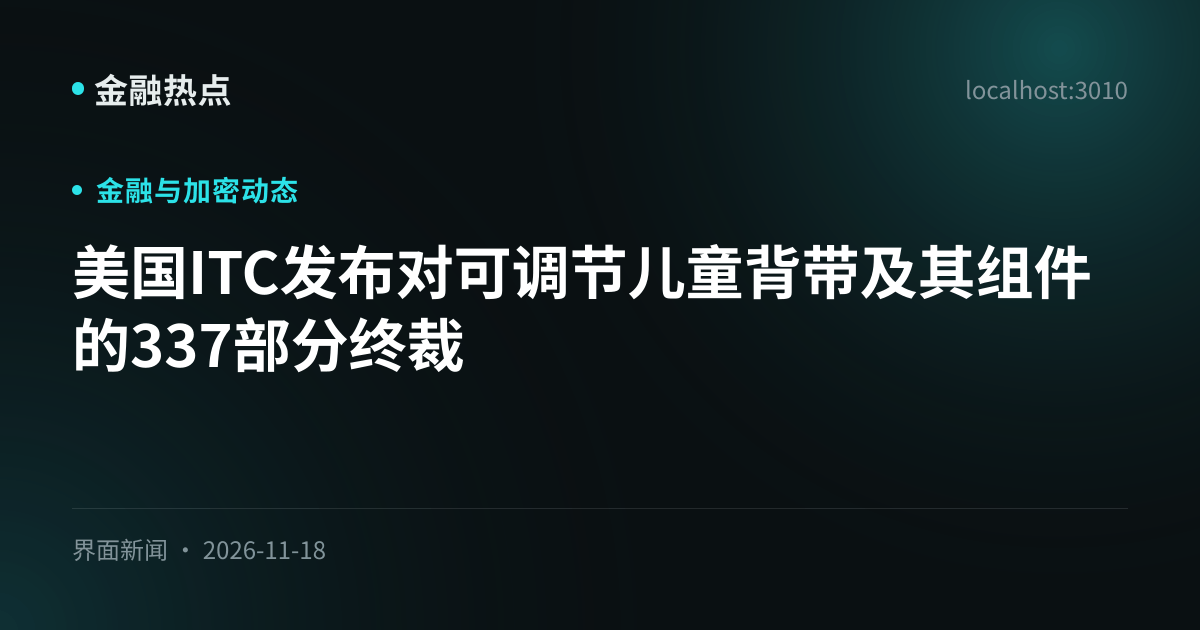 金融热点
localhost:3010
金融与加密动态
美国ITC发布对可调节儿童背带及其组件
的337部分终裁
界面新闻 • 2026-11-18